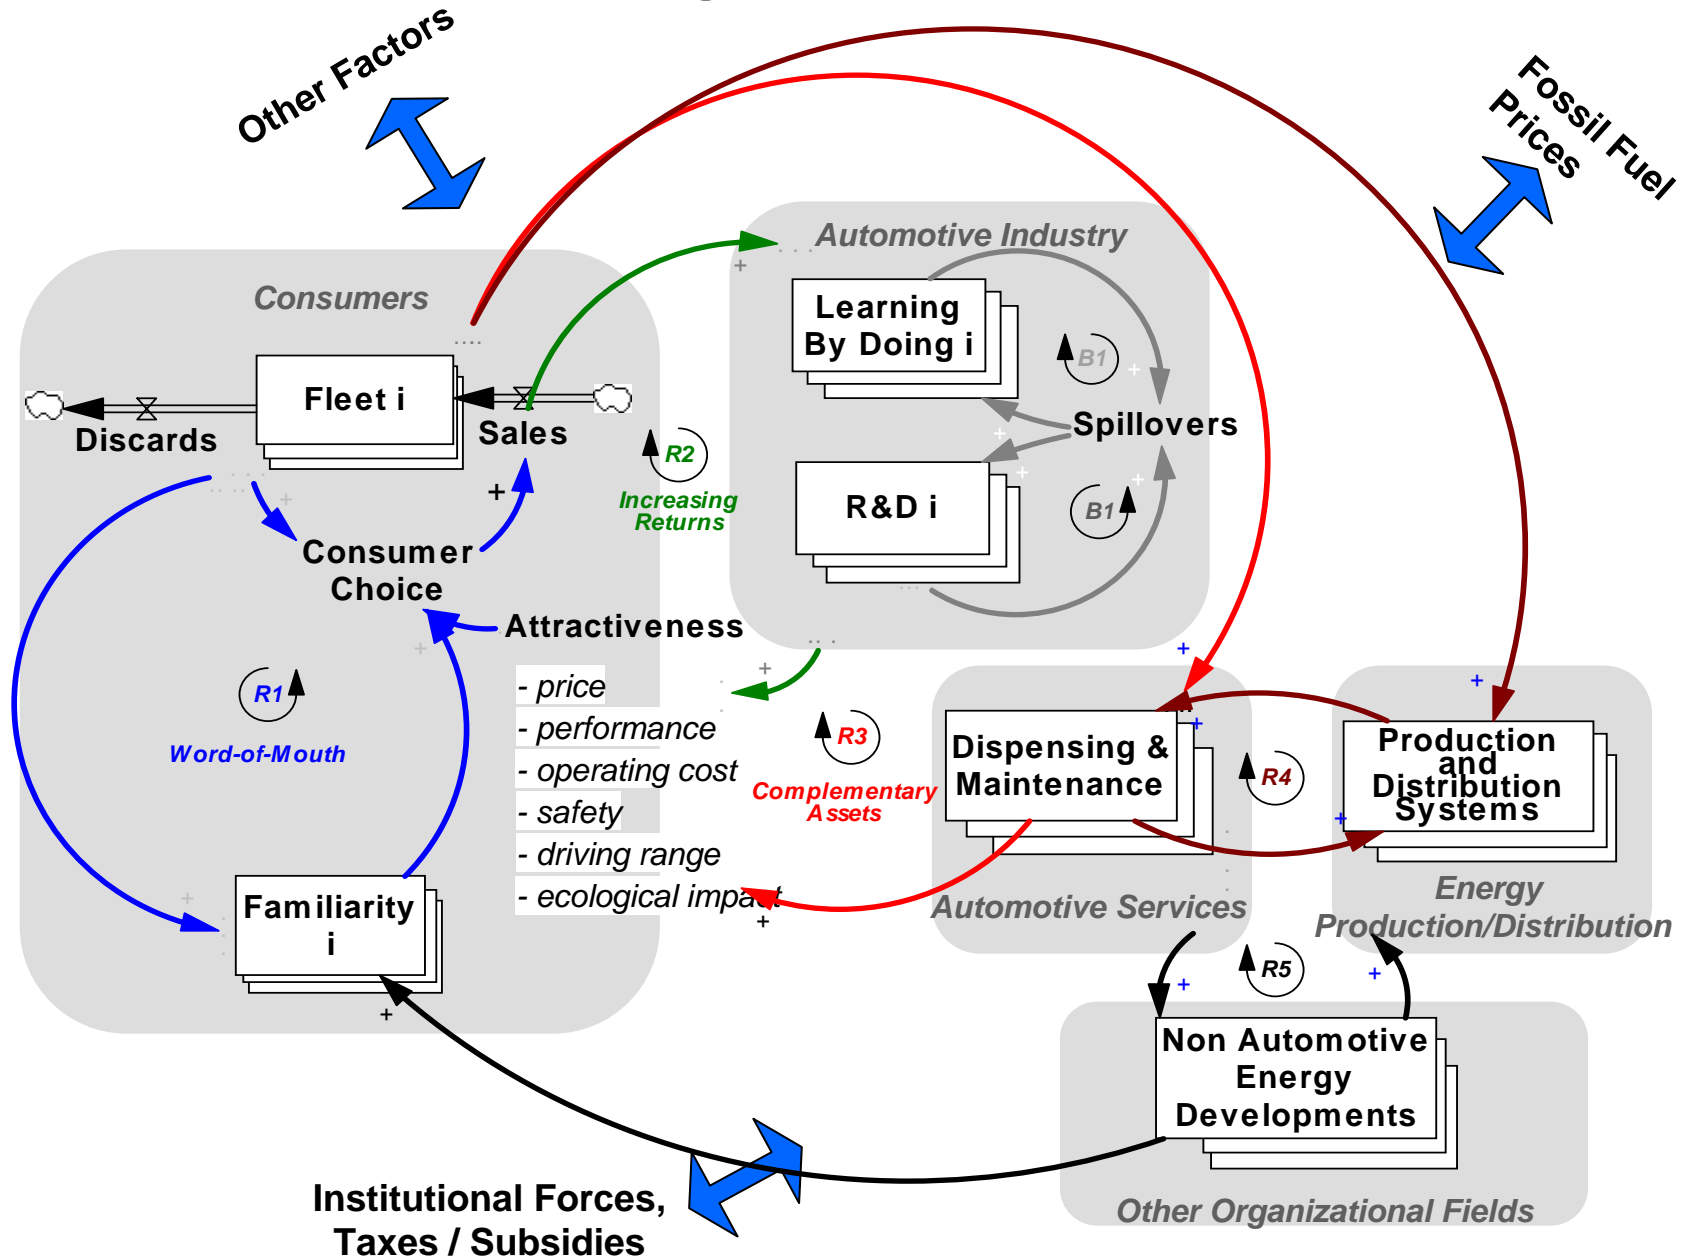 Other Factors
Fossil Fuel
Prices
Consumers
Automotive Industry
Learning
By Doing i
B1
Fleet i
Sales
Discards
Spillovers
R2
Increasing
Returns
R&D i
B1
Consumer
Choice
Attractiveness
- price
- performance
- operating cost
- safety
- driving range
- ecological impact
R1
Word-of-Mouth
R3
Complementary
Assets
Dispensing &
Maintenance
R4
Production
and
Distribution
Systems
Familiarity
i
Automotive Services
Energy
Production/Distribution
R5
Non Automotive
Energy
Developments
Other Organizational Fields
Institutional Forces,
Taxes / Subsidies